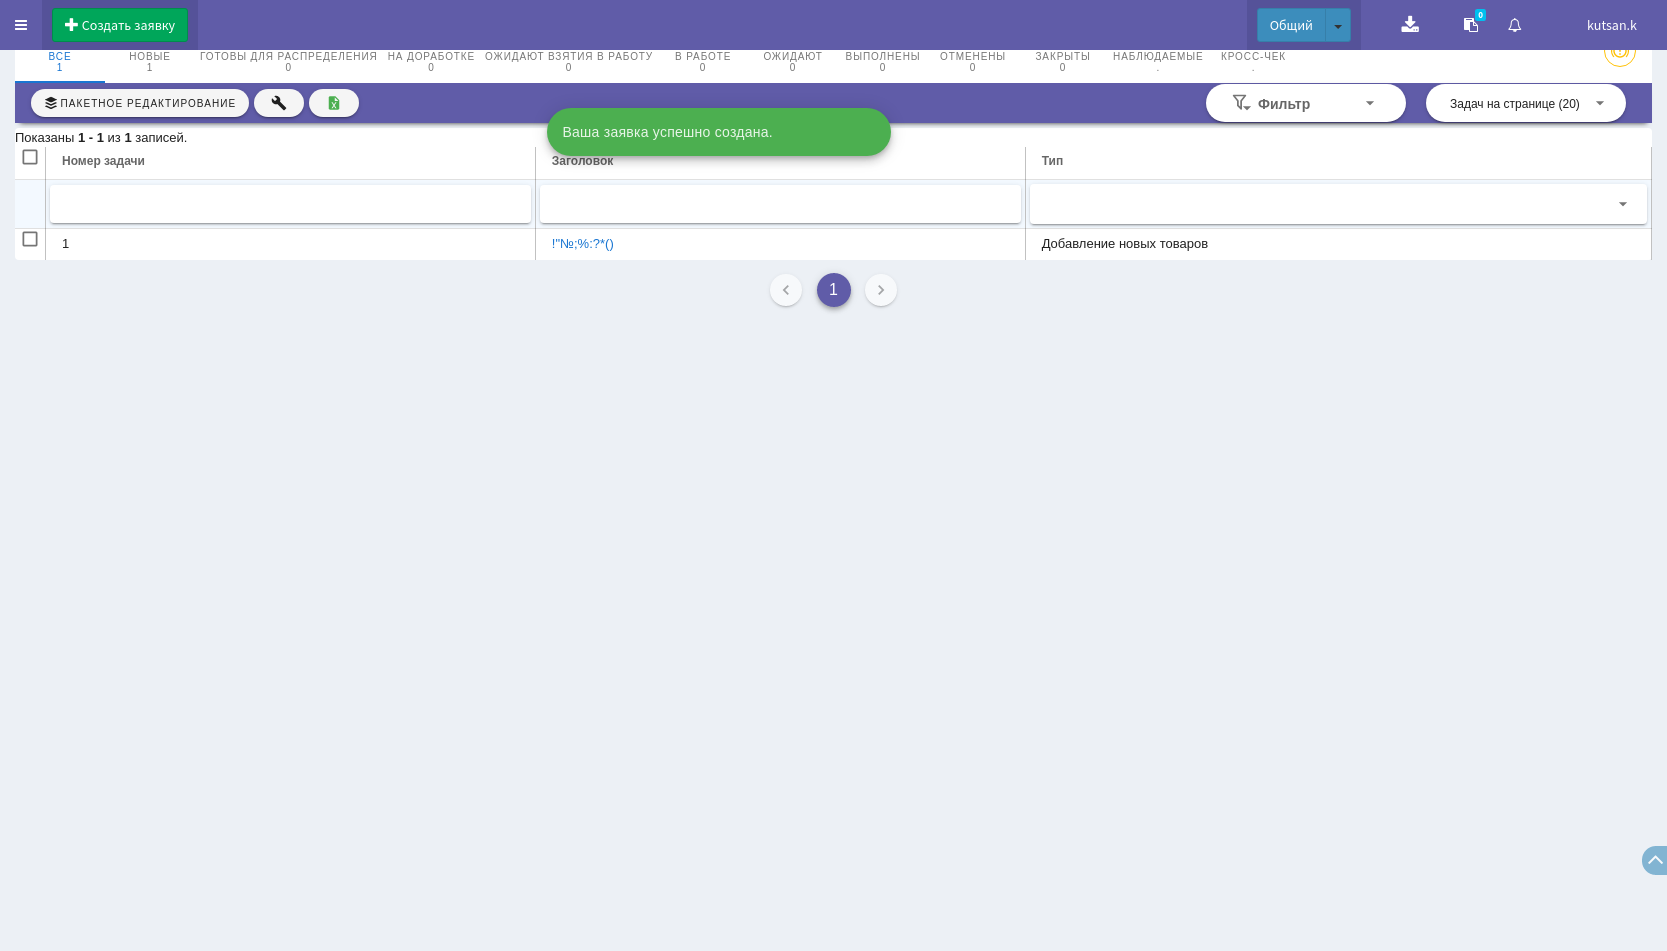 Создать заявку
Общий
0
kutsan.k
ВСЕ
1
НОВЫЕ
1
ГОТОВЫ ДЛЯ РАСПРЕДЕЛЕНИЯ
0
НА ДОРАБОТКЕ
0
ОЖИДАЮТ ВЗЯТИЯ В РАБОТУ
0
В РАБОТЕ
0
ОЖИДАЮТ
0
ВЫПОЛНЕНЫ
0
ОТМЕНЕНЫ
0
ЗАКРЫТЫ
0
НАБЛЮДАЕМЫЕ
.
КРОСС-ЧЕК
.
ПАКЕТНОЕ РЕДАКТИРОВАНИЕ
Фильтр
Задач на странице (20)
Ваша заявка успешно создана.
Показаны 1 - 1 из 1 записей.
Номер задачи
Заголовок
Тип
1
!"№;%:?*()
Добавление новых товаров
1